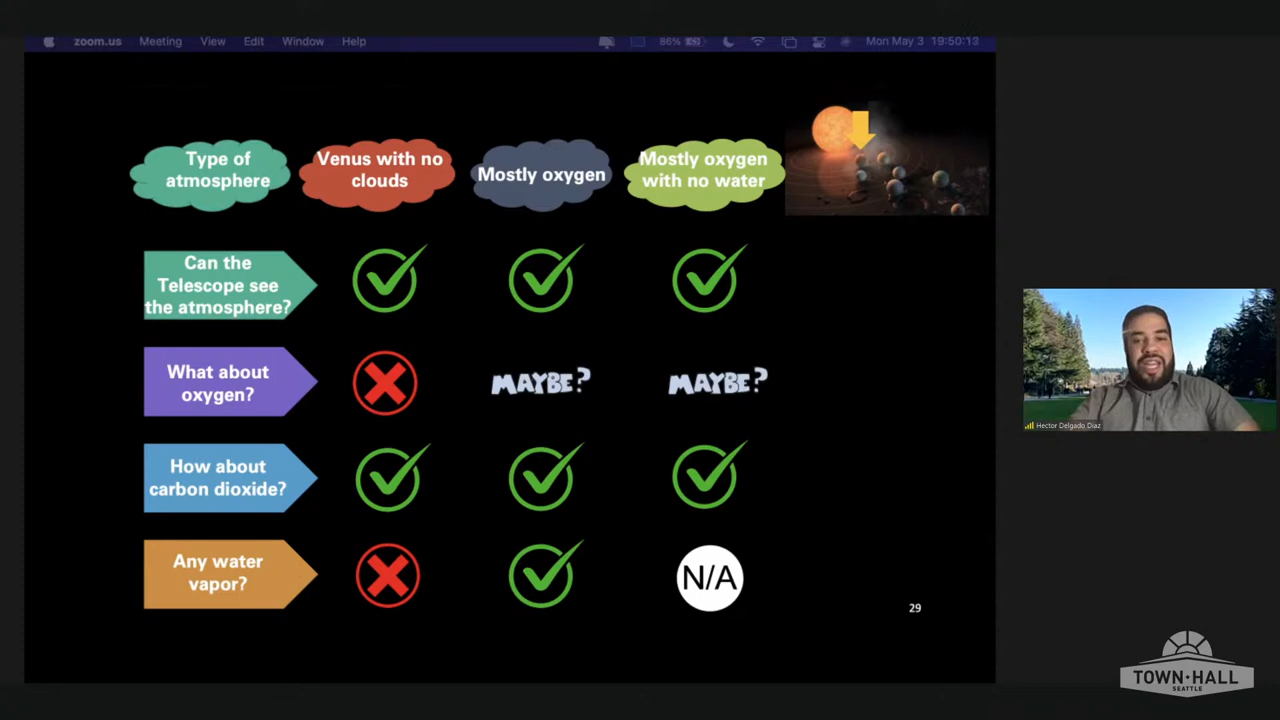 zoom.us Meeting View Edit Window Help 86% Mon May 3 19:50:13
Type of
atmosphere
Venus with no
clouds
Mostly oxygen
Mostly oxygen
with no water
Can the
Telescope see
the atmosphere?
What about
oxygen?
MAYBE?
MAYBE?
How about
carbon dioxide?
Any water
vapor?
N/A
29
Hector Delgado Diaz
TOWN·HALL
SEATTLE